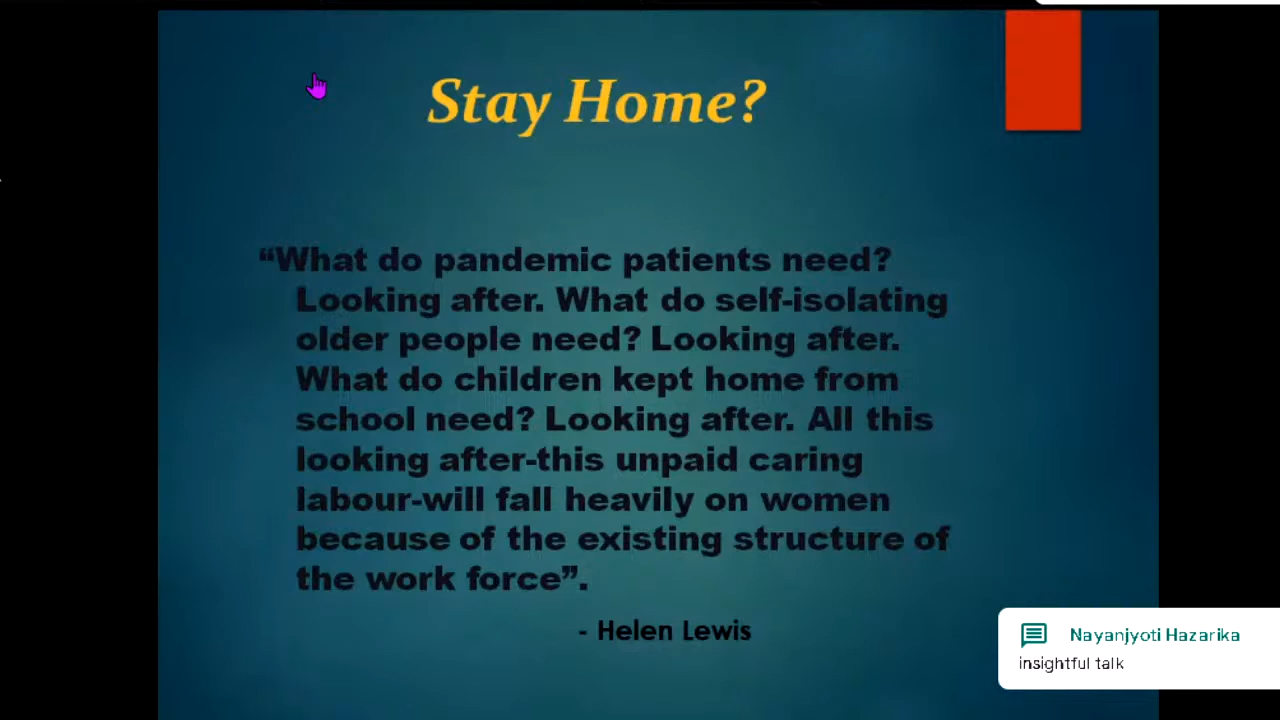 Stay Home?
“What do pandemic patients need?
Looking after. What do self-isolating
older people need? Looking after.
What do children kept home from
school need? Looking after. All this
looking after-this unpaid caring
labour-will fall heavily on women
because of the existing structure of
the work force”.
- Helen Lewis
Nayanjyoti Hazarika
insightful talk